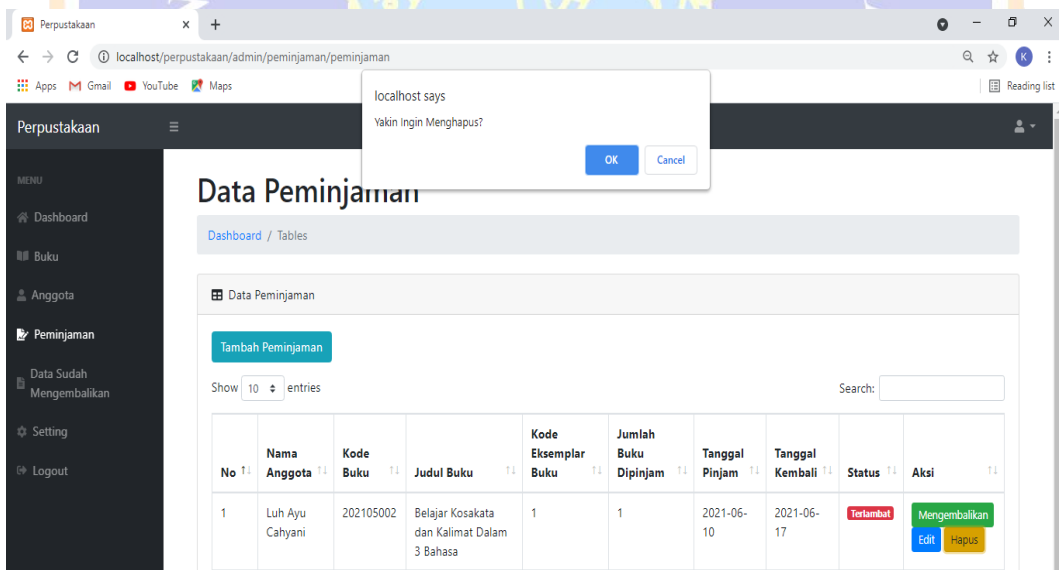 Perpustakaan
localhost/perpustakaan/admin/peminjaman/peminjaman
K
Apps Gmail YouTube Maps
Reading list
localhost says
Yakin Ingin Menghapus?
OK Cancel
Perpustakaan
MENU
Dashboard
Buku
Anggota
Peminjaman
Data Sudah
Mengembalikan
Setting
Logout
Data Peminjaman
Dashboard / Tables
Data Peminjaman
Tambah Peminjaman
Show 10 entries
Search:
No
Nama
Anggota
Kode
Buku
Judul Buku
Kode
Eksemplar
Buku
Jumlah
Buku
Dipinjam
Tanggal
Pinjam
Tanggal
Kembali
Status
Aksi
1
Luh Ayu
Cahyani
202105002
Belajar Kosakata
dan Kalimat Dalam
3 Bahasa
1
1
2021-06-
10
2021-06-
17
Terlambat
Mengembalikan
Edit Hapus